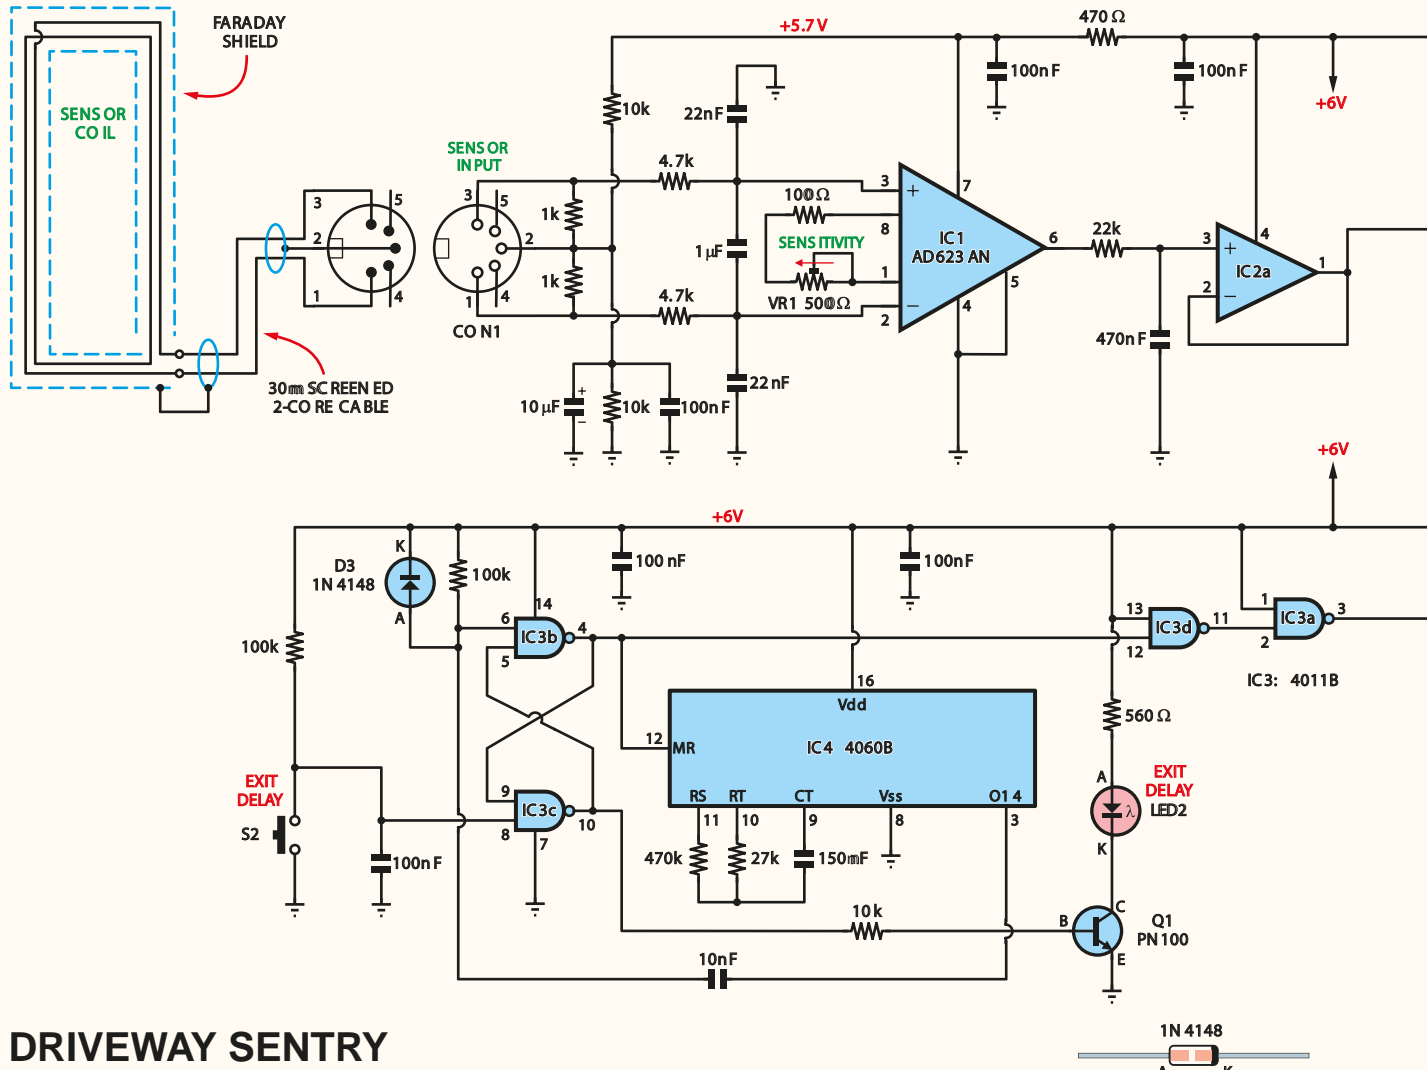 FARADAY
SHIELD
SENSOR
COIL
3
2
1
5
4
30m SCREENED
2-CORE CABLE
SENSOR
INPUT
3
5
2
1
4
CON1
+5.7V
10k
1k
1k
10µF
+
−
10k
100nF
4.7k
4.7k
22nF
1µF
22nF
100Ω
SENSITIVITY
VR1 500Ω
3
8
1
2
+
−
IC1
AD623AN
7
6
5
4
100nF
470Ω
100nF
+6V
22k
470nF
3
2
+
−
IC2a
4
1
+6V
+6V
D3
1N4148
K
A
100k
100k
14
6
5
IC3b
4
100nF
100nF
13
12
IC3d
11
1
2
IC3a
3
IC3: 4011B
16
Vdd
12
MR
IC4 4060B
RS
RT
CT
Vss
O14
11
10
9
8
3
470k
27k
150mF
EXIT
DELAY
S2
100nF
9
8
IC3c
10
7
560Ω
A
EXIT
DELAY
LED2
λ
K
10k
B
C
E
Q1
PN100
10nF
DRIVEWAY SENTRY
1N4148
A
K